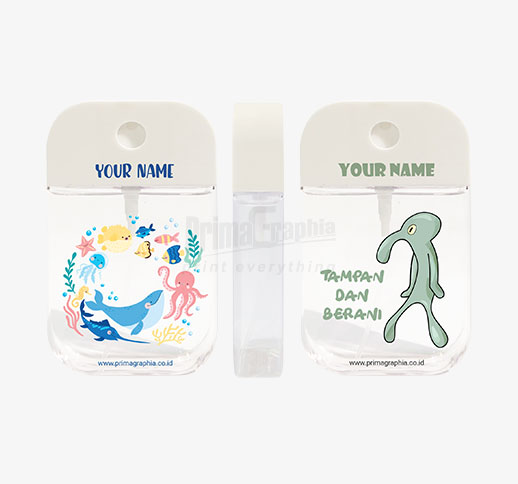 YOUR NAME
www.primagraphia.co.id
PrimaGraphia
print everything
YOUR NAME
TAMPAN
DAN
BERANI
www.primagraphia.co.id